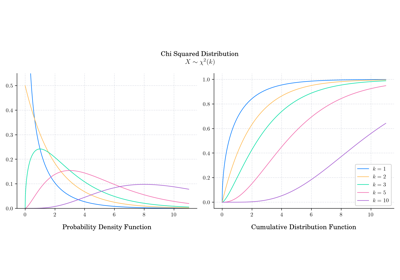 Chi Squared Distribution
X ∼ χ²(k)
0.5
0.4
0.3
0.2
0.1
0.0
0 2 4 6 8 10
Probability Density Function
1.0
0.8
0.6
0.4
0.2
0.0
0 2 4 6 8 10
k = 1
k = 2
k = 3
k = 5
k = 10
Cumulative Distribution Function